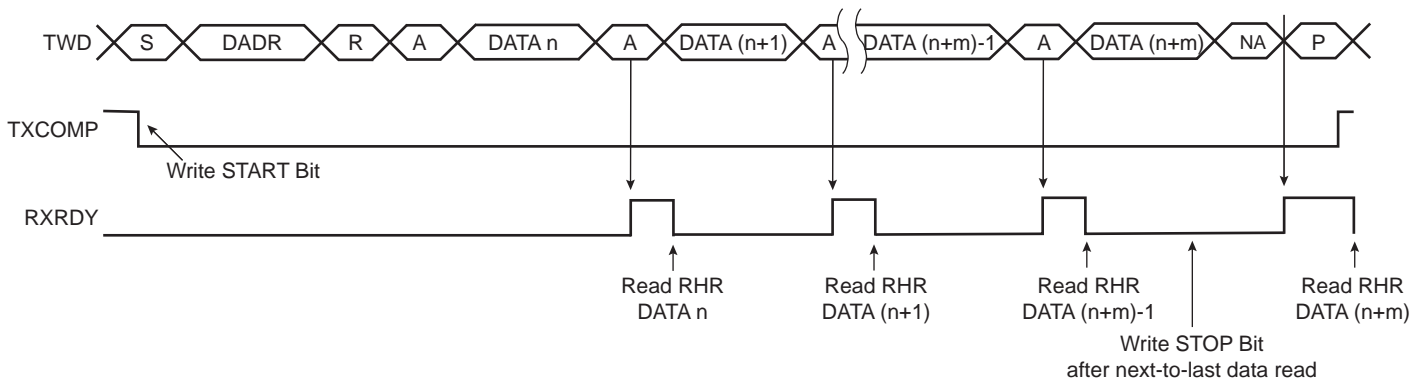 TWD S DADR R A DATA n A DATA (n+1) A DATA (n+m)-1 A DATA (n+m) NA P
TXCOMP
Write START Bit
RXRDY
Read RHR Read RHR Read RHR Read RHR
DATA n DATA (n+1) DATA (n+m)-1 DATA (n+m)
Write STOP Bit
after next-to-last data read